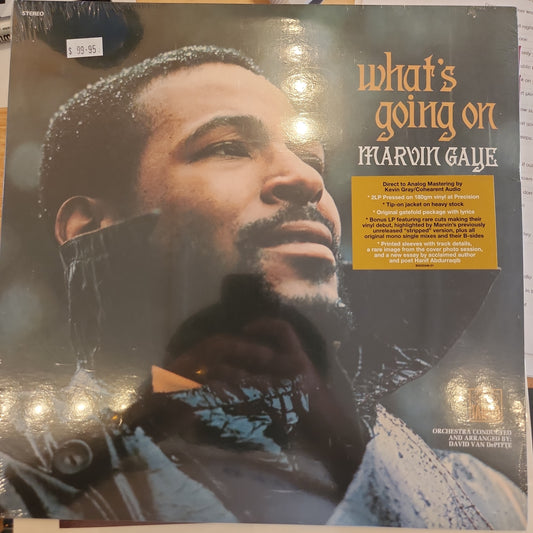 STEREO
$ 99.95
what's
going on
MARVIN GAYE
Direct to Analog Mastering by
Kevin Gray/Cohearent Audio
* 2LP Pressed on 180gm vinyl at Precision
* Tip-on jacket on heavy stock
* Original gatefold package with lyrics
* Bonus LP featuring rare cuts making their
vinyl debut, highlighted by Marvin's previously
unreleased "stripped" version, plus all
original mono single mixes and their B-sides
* Printed sleeves with track details,
a rare image from the cover photo session,
and a new essay by acclaimed author
and poet Hanif Abdurraqib
ORCHESTRA CONDUCTED
AND ARRANGED BY:
DAVID VAN DePITTE